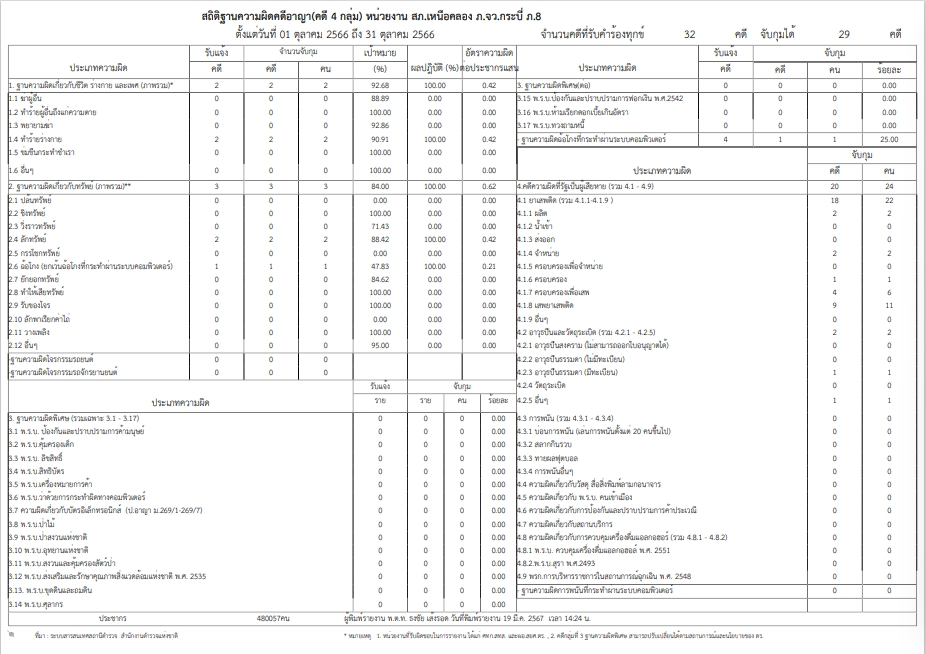 สถิติฐานความผิดคดีอาญา(คดี 4 กลุ่ม) หน่วยงาน สภ.เหนือคลอง ภ.จว.กระบี่ ภ.8
ตั้งแต่วันที่ 01 ตุลาคม 2566 ถึง 31 ตุลาคม 2566
จำนวนคดีที่รับคำร้องทุกข์ 32 คดี จับกุมได้ 29 คดี
ประเภทความผิด รับแจ้ง จำนวนจับกุม เป้าหมาย ผลปฏิบัติ (%) อัตราความผิด
คดี คดี คน (%) ต่อประชากรแสน
1. ฐานความผิดเกี่ยวกับชีวิต ร่างกาย และเพศ (ภาพรวม)* 2 2 2 92.68 100.00 0.42
1.1 ฆ่าผู้อื่น 0 0 0 88.89 0.00 0.00
1.2 ทำร้ายผู้อื่นถึงแก่ความตาย 0 0 0 100.00 0.00 0.00
1.3 พยายามฆ่า 0 0 0 92.86 0.00 0.00
1.4 ทำร้ายร่างกาย 2 2 2 90.91 100.00 0.42
1.5 ข่มขืนกระทำชำเรา 0 0 0 100.00 0.00 0.00
1.6 อื่นๆ 0 0 0 100.00 0.00 0.00
2. ฐานความผิดเกี่ยวกับทรัพย์ (ภาพรวม)** 3 3 3 84.00 100.00 0.62
2.1 ปล้นทรัพย์ 0 0 0 0.00 0.00 0.00
2.2 ชิงทรัพย์ 0 0 0 100.00 0.00 0.00
2.3 วิ่งราวทรัพย์ 0 0 0 71.43 0.00 0.00
2.4 ลักทรัพย์ 2 2 2 88.42 100.00 0.42
2.5 กรรโชกทรัพย์ 0 0 0 0.00 0.00 0.00
2.6 ฉ้อโกง (ยกเว้นฉ้อโกงที่กระทำผ่านระบบคอมพิวเตอร์) 1 1 1 47.83 100.00 0.21
2.7 ยักยอกทรัพย์ 0 0 0 84.62 0.00 0.00
2.8 ทำให้เสียทรัพย์ 0 0 0 100.00 0.00 0.00
2.9 รับของโจร 0 0 0 100.00 0.00 0.00
2.10 ลักพาเรียกค่าไถ่ 0 0 0 0.00 0.00 0.00
2.11 วางเพลิง 0 0 0 100.00 0.00 0.00
2.12 อื่นๆ 0 0 0 95.00 0.00 0.00
-ฐานความผิดโจรกรรมรถยนต์ 0 0 0
-ฐานความผิดโจรกรรมรถจักรยานยนต์ 0 0 0
ประเภทความผิด รับแจ้ง จับกุม
ราย ราย คน ร้อยละ
3. ฐานความผิดพิเศษ (รวมเฉพาะ 3.1 - 3.17) 0 0 0 0.00
3.1 พ.ร.บ. ป้องกันและปราบปรามการค้ามนุษย์ 0 0 0 0.00
3.2 พ.ร.บ.คุ้มครองเด็ก 0 0 0 0.00
3.3 พ.ร.บ. ลิขสิทธิ์ 0 0 0 0.00
3.4 พ.ร.บ.สิทธิบัตร 0 0 0 0.00
3.5 พ.ร.บ.เครื่องหมายการค้า 0 0 0 0.00
3.6 พ.ร.บ.ว่าด้วยการกระทำผิดทางคอมพิวเตอร์ 0 0 0 0.00
3.7 ความผิดเกี่ยวกับบัตรอิเล็กทรอนิกส์ (ป.อาญา ม.269/1-269/7) 0 0 0 0.00
3.8 พ.ร.บ.ป่าไม้ 0 0 0 0.00
3.9 พ.ร.บ.ป่าสงวนแห่งชาติ 0 0 0 0.00
3.10 พ.ร.บ.อุทยานแห่งชาติ 0 0 0 0.00
3.11 พ.ร.บ.สงวนและคุ้มครองสัตว์ป่า 0 0 0 0.00
3.12 พ.ร.บ.ส่งเสริมและรักษาคุณภาพสิ่งแวดล้อมแห่งชาติ พ.ศ. 2535 0 0 0 0.00
3.13. พ.ร.บ.ขุดดินและถมดิน 0 0 0 0.00
3.14 พ.ร.บ.ศุลากร 0 0 0 0.00
ประเภทความผิด รับแจ้ง จับกุม
คดี คดี คน ร้อยละ
3. ฐานความผิดพิเศษ(ต่อ) 0 0 0 0.00
3.15 พ.ร.บ.ป้องกันและปราบปรามการฟอกเงิน พ.ศ.2542 0 0 0 0.00
3.16 พ.ร.บ.ห้ามเรียกดอกเบี้ยเกินอัตรา 0 0 0 0.00
3.17 พ.ร.บ.ทวงถามหนี้ 0 0 0 0.00
- ฐานความผิดฉ้อโกงที่กระทำผ่านระบบคอมพิวเตอร์ 4 1 1 25.00
ประเภทความผิด จับกุม
คดี คน
4.คดีความผิดที่รัฐเป็นผู้เสียหาย (รวม 4.1 - 4.9) 20 24
4.1 ยาเสพติด (รวม 4.1.1-4.1.9 ) 18 22
4.1.1 ผลิต 2 2
4.1.2 นำเข้า 0 0
4.1.3 ส่งออก 0 0
4.1.4 จำหน่าย 2 2
4.1.5 ครอบครองเพื่อจำหน่าย 0 0
4.1.6 ครอบครอง 1 1
4.1.7 ครอบครองเพื่อเสพ 4 6
4.1.8 เสพยาเสพติด 9 11
4.1.9 อื่นๆ 0 0
4.2 อาวุธปืนและวัตถุระเบิด (รวม 4.2.1 - 4.2.5) 2 2
4.2.1 อาวุธปืนสงคราม (ไม่สามารถออกใบอนุญาตได้) 0 0
4.2.2 อาวุธปืนธรรมดา (ไม่มีทะเบียน) 0 0
4.2.3 อาวุธปืนธรรมดา (มีทะเบียน) 1 1
4.2.4 วัตถุระเบิด 0 0
4.2.5 อื่นๆ 1 1
4.3 การพนัน (รวม 4.3.1 - 4.3.4) 0 0
4.3.1 บ่อนการพนัน (เล่นการพนันตั้งแต่ 20 คนขึ้นไป) 0 0
4.3.2 สลากกินรวบ 0 0
4.3.3 ทายผลฟุตบอล 0 0
4.3.4 การพนันอื่นๆ 0 0
4.4 ความผิดเกี่ยวกับวัสดุ สื่อสิ่งพิมพ์ลามกอนาจาร 0 0
4.5 ความผิดเกี่ยวกับ พ.ร.บ. คนเข้าเมือง 0 0
4.6 ความผิดเกี่ยวกับการป้องกันและปราบปรามการค้าประเวณี 0 0
4.7 ความผิดเกี่ยวกับสถานบริการ 0 0
4.8 ความผิดเกี่ยวกับการควบคุมเครื่องดื่มแอลกอฮอร์ (รวม 4.8.1 - 4.8.2) 0 0
4.8.1 พ.ร.บ. ควบคุมเครื่องดื่มแอลกอฮอล์ พ.ศ. 2551 0 0
4.8.2.พ.ร.บ.สุรา พ.ศ.2493 0 0
4.9 พรก.การบริหารราชการในสถานการณ์ฉุกเฉิน พ.ศ. 2548 0 0
- ฐานความผิดการพนันที่กระทำผ่านระบบคอมพิวเตอร์ 0 0
ประชากร 480057คน ผู้พิมพ์รายงาน พ.ต.ท. ธงชัย เส้งรอด วันที่พิมพ์รายงาน 19 มี.ค. 2567 เวลา 14:24 น.
ที่มา : ระบบสารสนเทศสถานีตำรวจ สำนักงานตำรวจแห่งชาติ
* หมายเหตุ 1. หน่วยงานที่รับผิดชอบในการรายงาน ได้แก่ , 2. คดีกลุ่มที่ 3 ฐานความผิดพิเศษ สามารถปรับเปลี่ยนได้ตามสถานการณ์และนโยบายของ ตร.